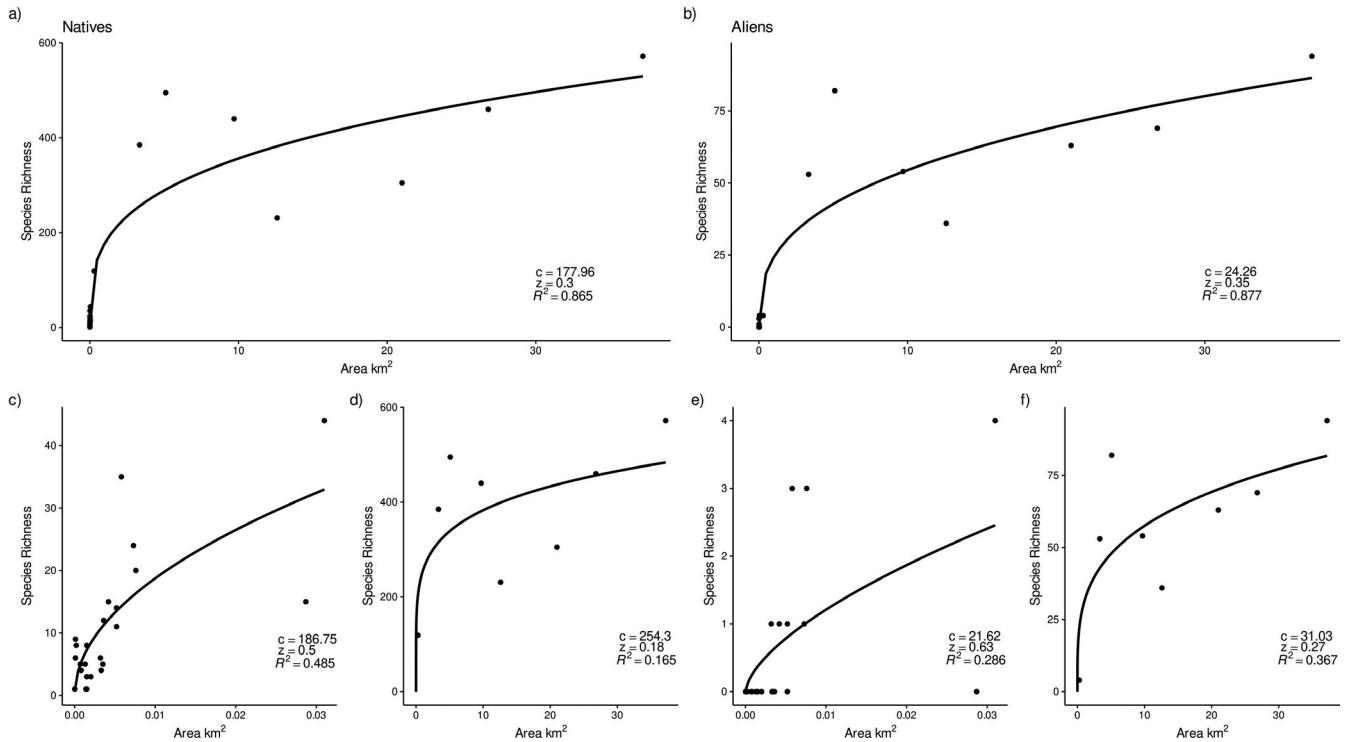 a)
Natives
600
400
200
0
Species Richness
0 10 20 30
Area km²
c = 177.96
z = 0.3
R² = 0.865
b)
Aliens
75
50
25
0
Species Richness
0 10 20 30
Area km²
c = 24.26
z = 0.35
R² = 0.877
c)
40
30
20
10
0
Species Richness
0.00 0.01 0.02 0.03
Area km²
c = 186.75
z = 0.5
R² = 0.485
d)
600
400
200
0
Species Richness
0 10 20 30
Area km²
c = 254.3
z = 0.18
R² = 0.165
e)
4
3
2
1
0
Species Richness
0.00 0.01 0.02 0.03
Area km²
c = 21.62
z = 0.63
R² = 0.286
f)
75
50
25
0
Species Richness
0 10 20 30
Area km²
c = 31.03
z = 0.27
R² = 0.367